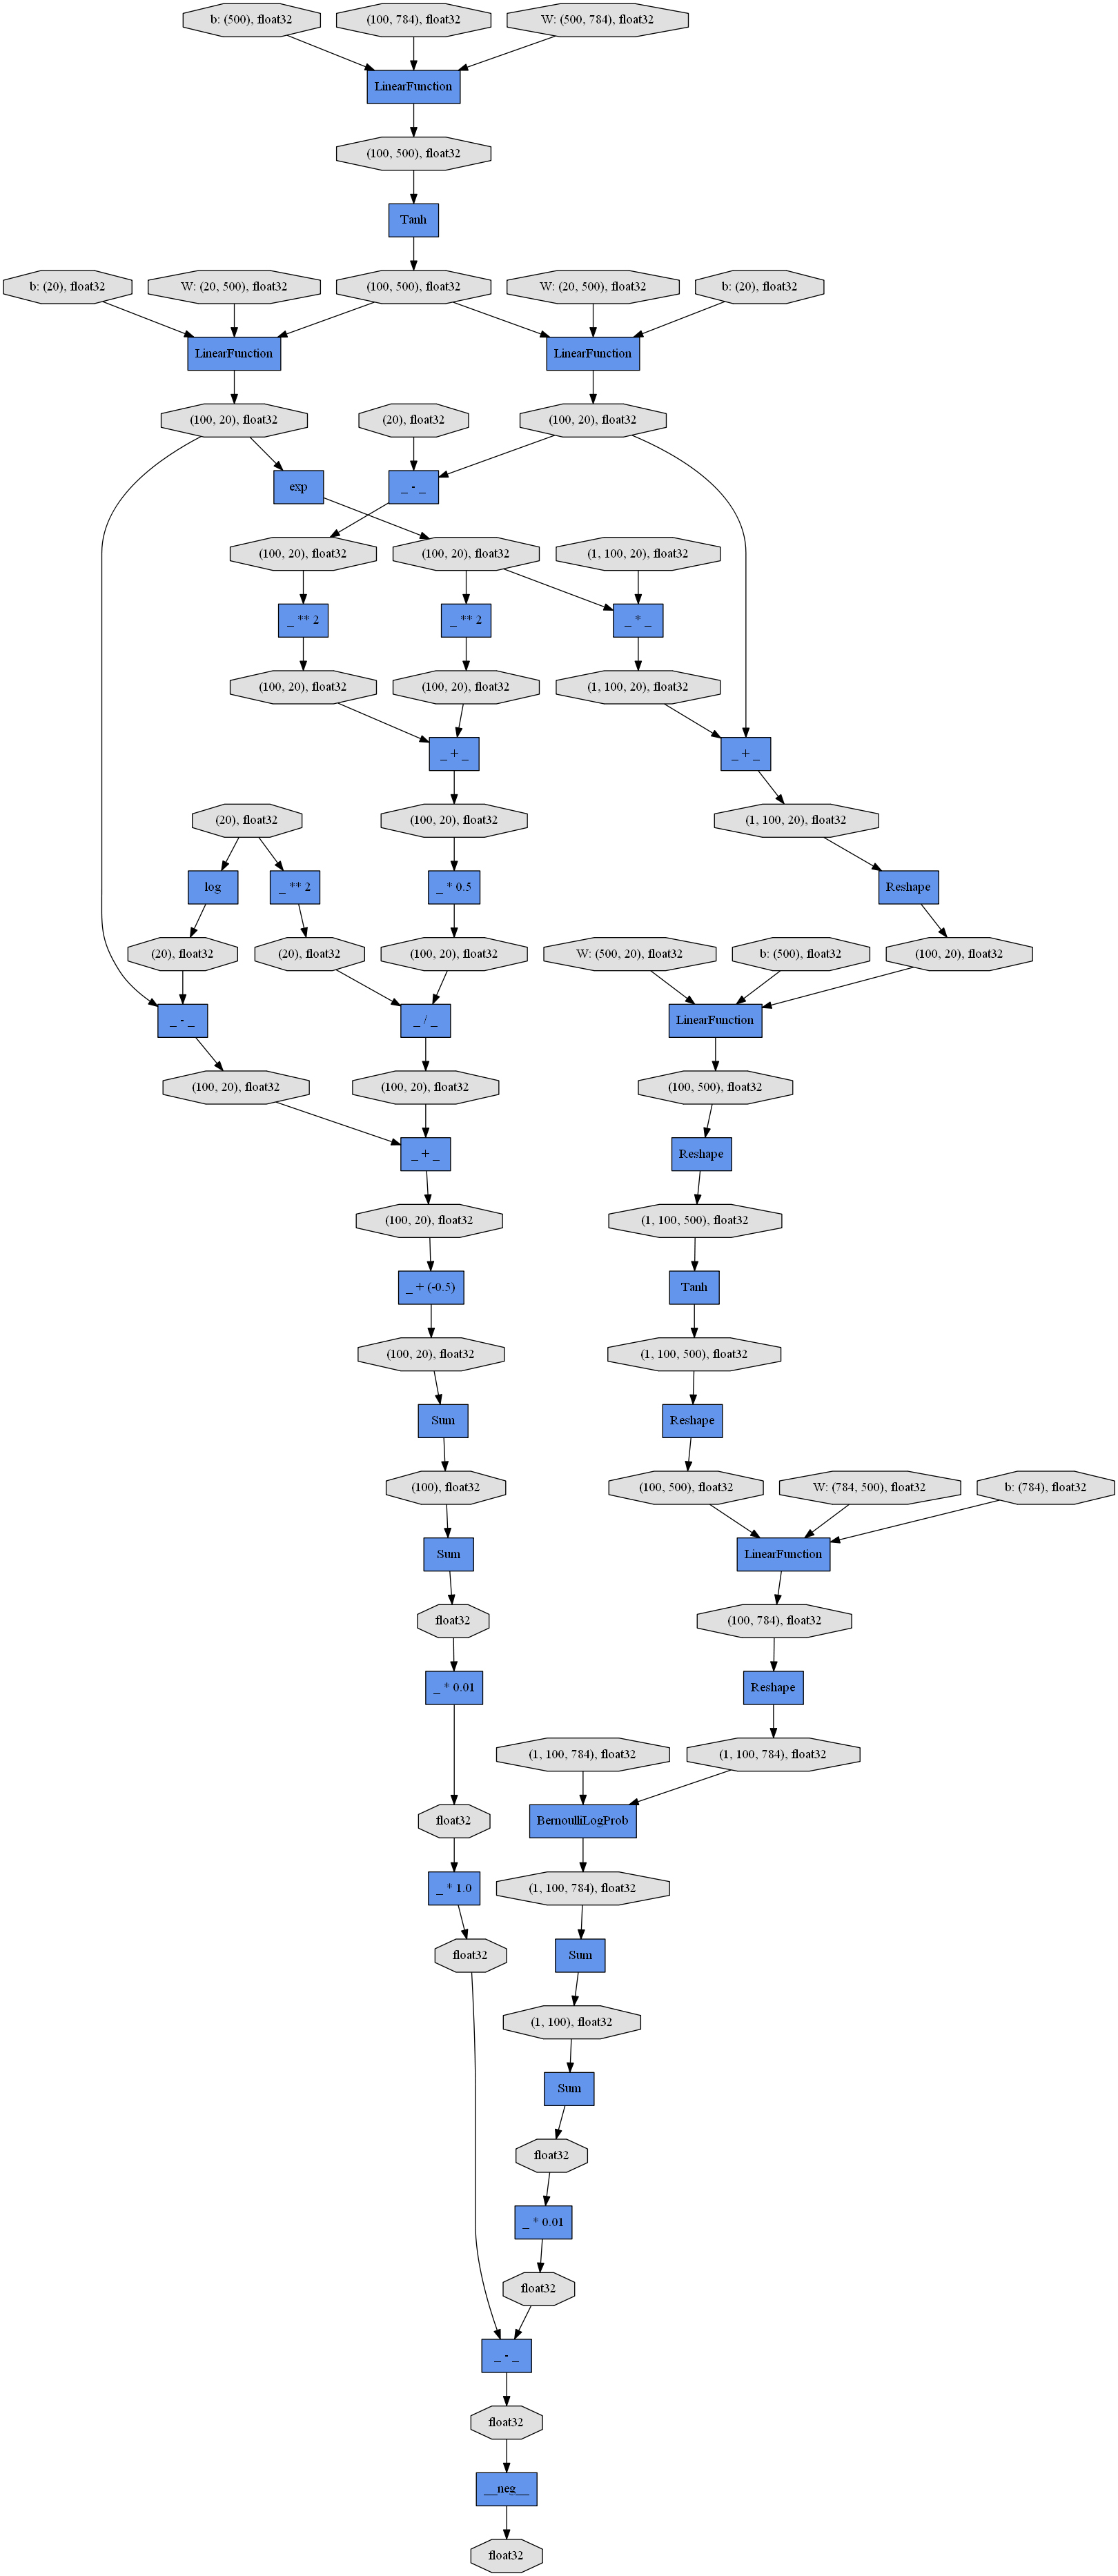 b: (500), float32
(100, 784), float32
W: (500, 784), float32
LinearFunction
(100, 500), float32
Tanh
b: (20), float32
W: (20, 500), float32
(100, 500), float32
W: (20, 500), float32
b: (20), float32
LinearFunction
LinearFunction
(100, 20), float32
(20), float32
(100, 20), float32
exp
_ - _
(100, 20), float32
(100, 20), float32
(1, 100, 20), float32
_ ** 2
_ ** 2
_ * _
(100, 20), float32
(100, 20), float32
(1, 100, 20), float32
_ + _
_ + _
(20), float32
(100, 20), float32
(1, 100, 20), float32
log
_ ** 2
_ * 0.5
Reshape
(20), float32
(20), float32
(100, 20), float32
W: (500, 20), float32
b: (500), float32
(100, 20), float32
_ - _
_ / _
LinearFunction
(100, 20), float32
(100, 20), float32
(100, 500), float32
_ + _
Reshape
(100, 20), float32
(1, 100, 500), float32
_ + (-0.5)
Tanh
(100, 20), float32
(1, 100, 500), float32
Sum
Reshape
(100), float32
(100, 500), float32
W: (784, 500), float32
b: (784), float32
Sum
LinearFunction
float32
(100, 784), float32
_ * 0.01
Reshape
(1, 100, 784), float32
(1, 100, 784), float32
float32
BernoulliLogProb
_ * 1.0
(1, 100, 784), float32
float32
Sum
(1, 100), float32
Sum
float32
_ * 0.01
float32
_ - _
float32
__neg__
float32